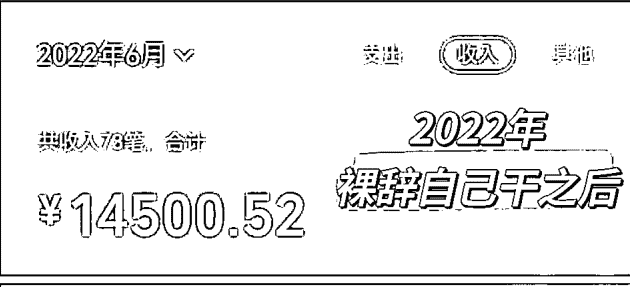 2022年6月
支出 收入 其他
共收入78笔，合计
¥14500.52
2022年
裸辞自己干之后